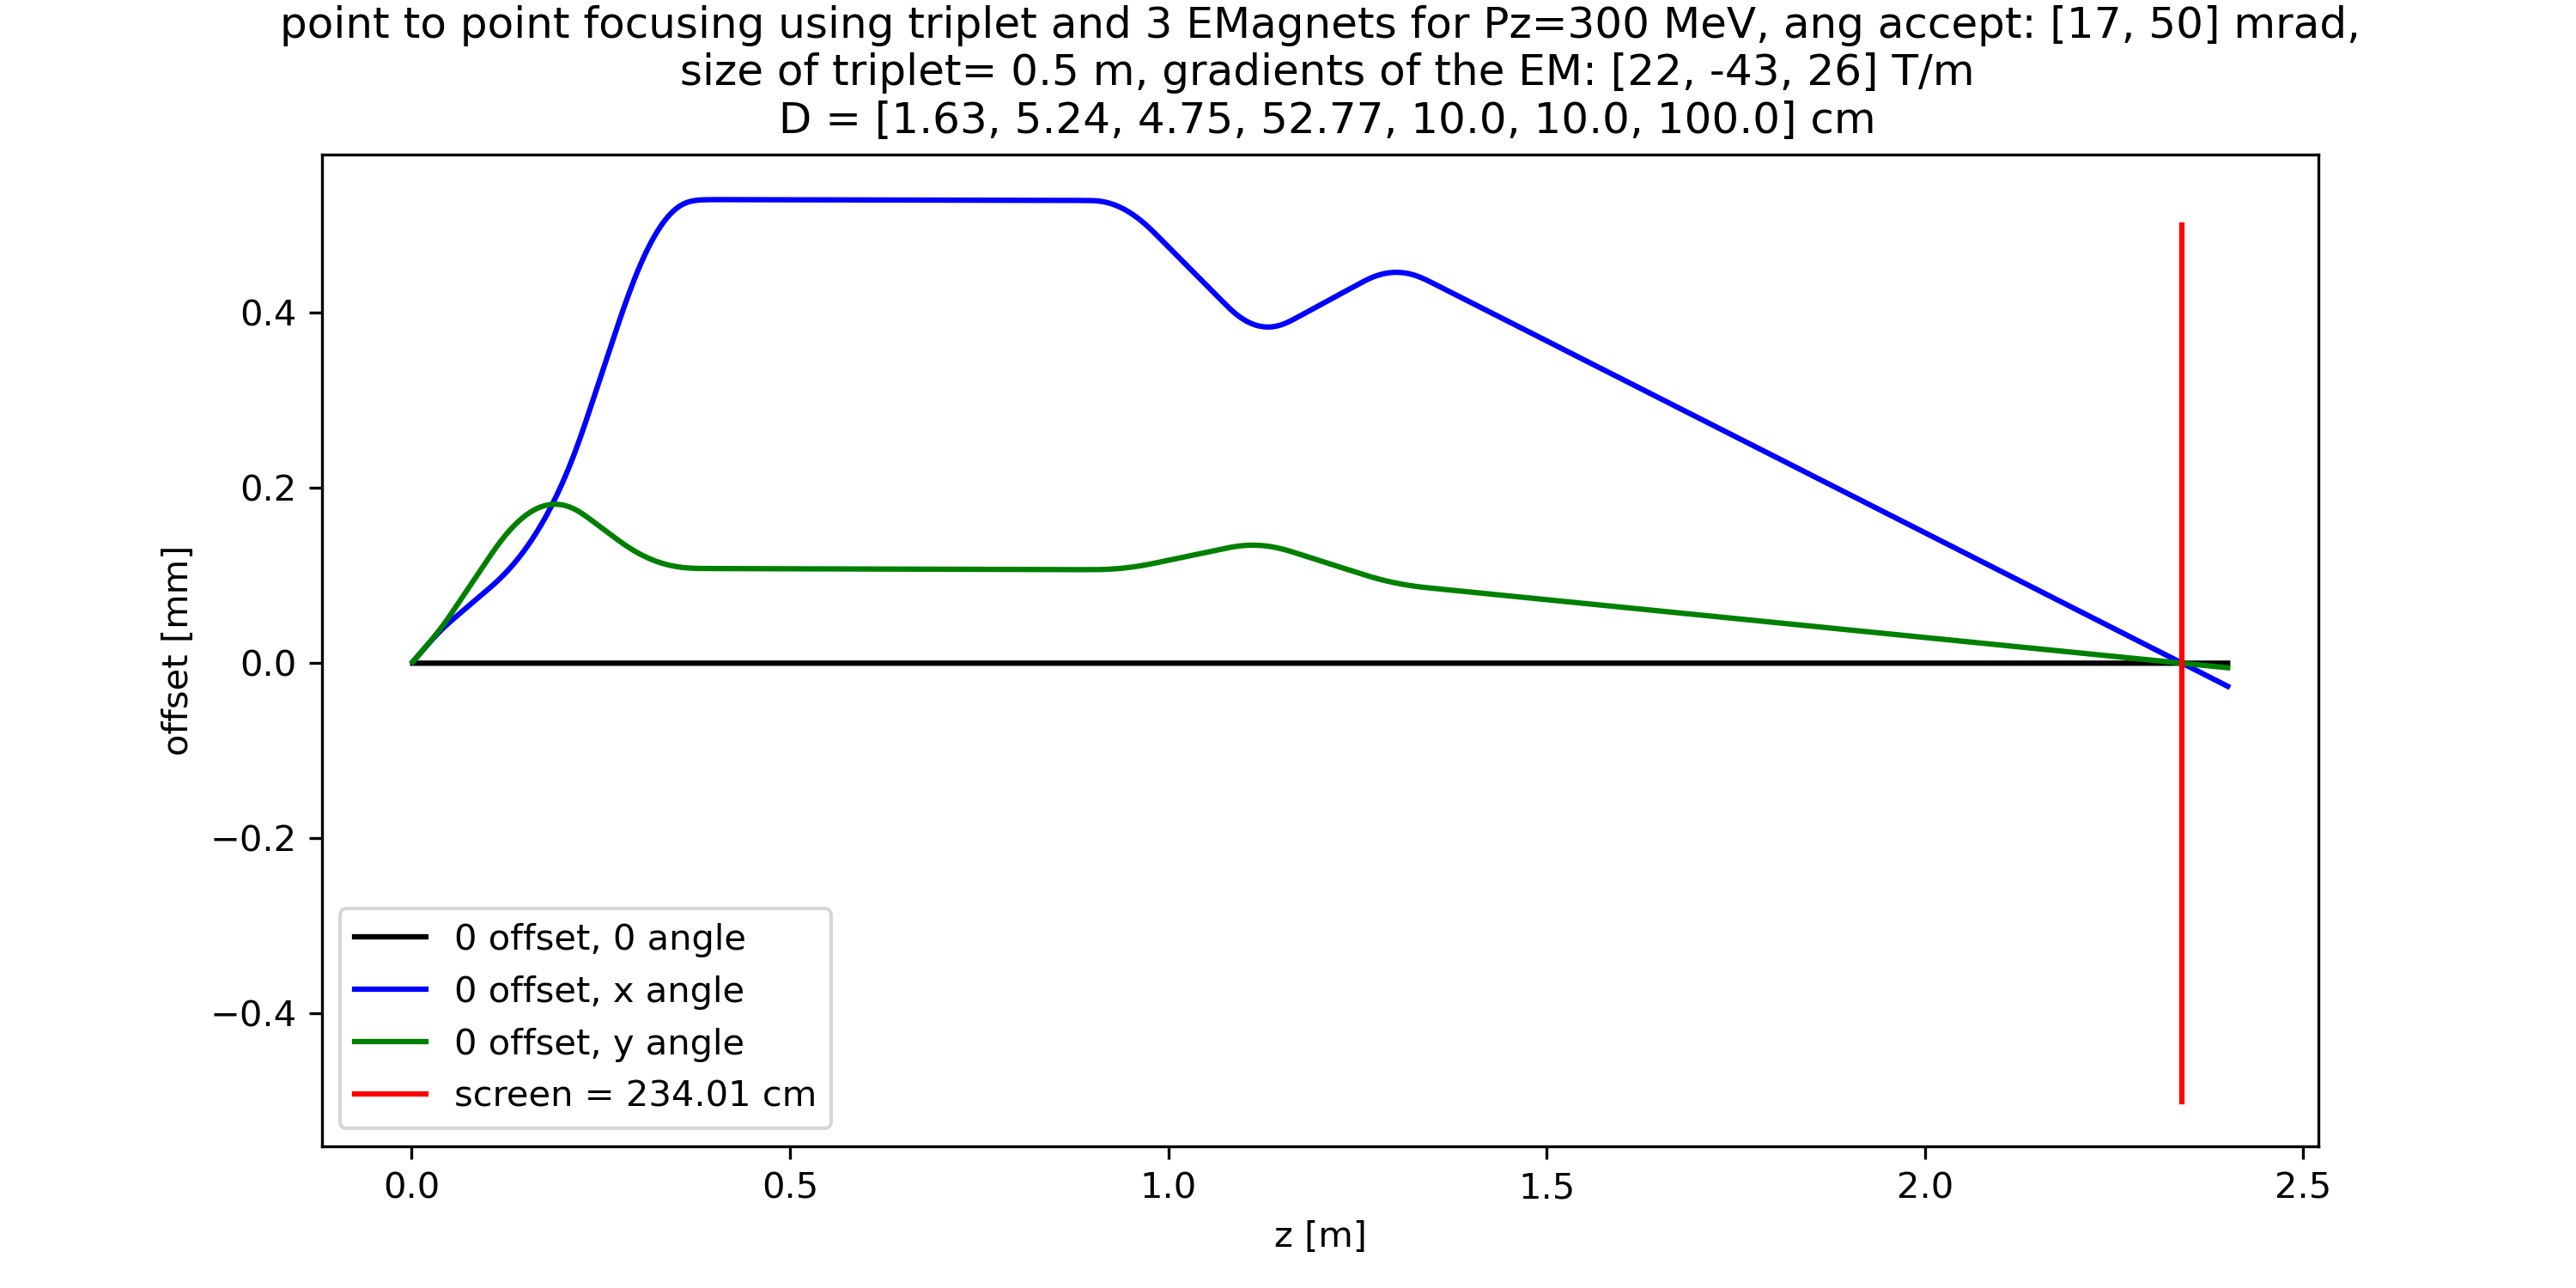 point to point focusing using triplet and 3 EMagnets for Pz=300 MeV, ang accept: [17, 50] mrad,
size of triplet= 0.5 m, gradients of the EM: [22, -43, 26] T/m
D = [1.63, 5.24, 4.75, 52.77, 10.0, 10.0, 100.0] cm
offset [mm]
0.4
0.2
0.0
−0.2
−0.4
0 offset, 0 angle
0 offset, x angle
0 offset, y angle
screen = 234.01 cm
0.0 0.5 1.0 1.5 2.0 2.5
z [m]